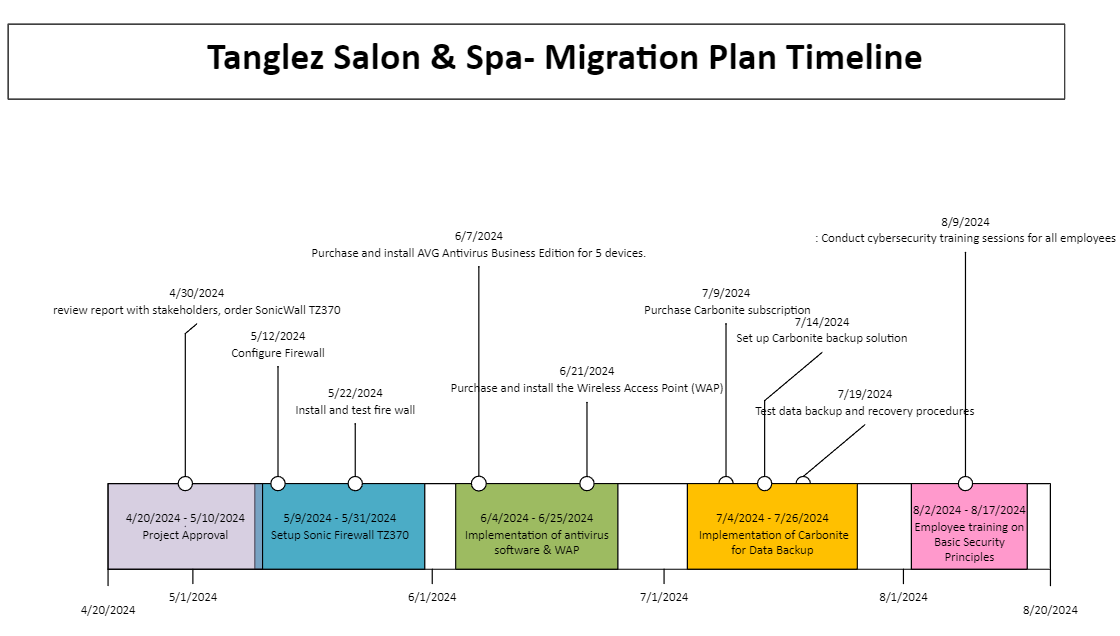 Tanglez Salon & Spa- Migration Plan Timeline
8/9/2024
: Conduct cybersecurity training sessions for all employees
6/7/2024
Purchase and install AVG Antivirus Business Edition for 5 devices.
4/30/2024
review report with stakeholders, order SonicWall TZ370
7/9/2024
Purchase Carbonite subscription
7/14/2024
Set up Carbonite backup solution
5/12/2024
Configure Firewall
6/21/2024
Purchase and install the Wireless Access Point (WAP)
5/22/2024
Install and test fire wall
7/19/2024
Test data backup and recovery procedures
4/20/2024 - 5/10/2024
:
Project Approval
5/9/2024 - 5/31/2024
Setup Sonic Firewall TZ370
6/4/2024 - 6/25/2024
Implementation of antivirus
software & WAP
7/4/2024 - 7/26/2024
Implementation of Carbonite
for Data Backup
8/2/2024 - 8/17/2024
Employee training on
Basic Security
Principles
4/20/2024
5/1/2024
6/1/2024
7/1/2024
8/1/2024
8/20/2024